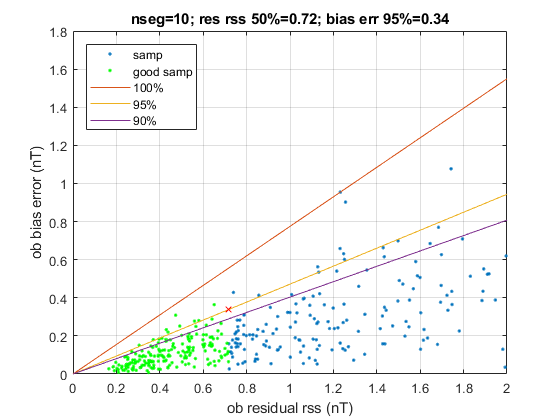 nseg=10; res rss 50%=0.72; bias err 95%=0.34
1.8
1.6
1.4
1.2
1
0.8
0.6
0.4
0.2
0
ob bias error (nT)
samp
good samp
100%
95%
90%
0 0.2 0.4 0.6 0.8 1 1.2 1.4 1.6 1.8 2
ob residual rss (nT)